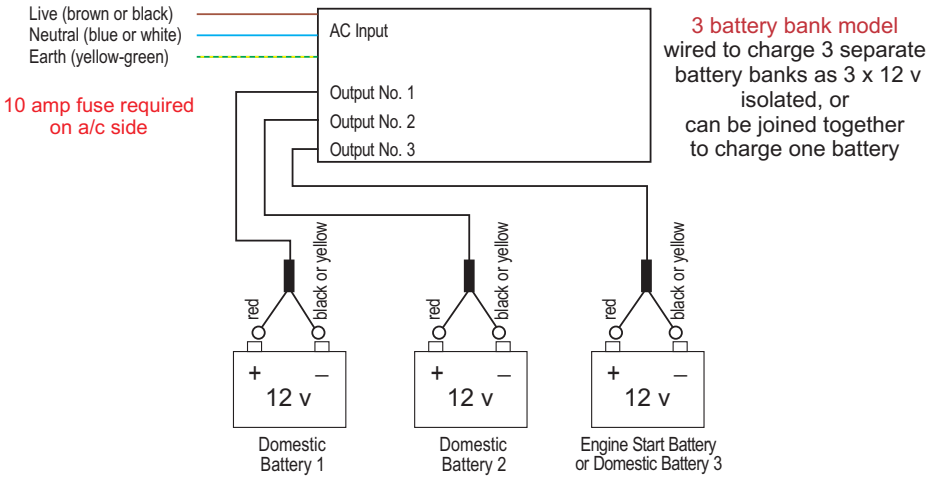 Live (brown or black)
Neutral (blue or white)
Earth (yellow-green)
10 amp fuse required
on a/c side
AC Input
Output No. 1
Output No. 2
Output No. 3
3 battery bank model
wired to charge 3 separate
battery banks as 3 x 12 v
isolated, or
can be joined together
to charge one battery
red
black or yellow
red
black or yellow
red
black or yellow
+ –
12 v
+ –
12 v
+ –
12 v
Domestic
Battery 1
Domestic
Battery 2
Engine Start Battery
or Domestic Battery 3